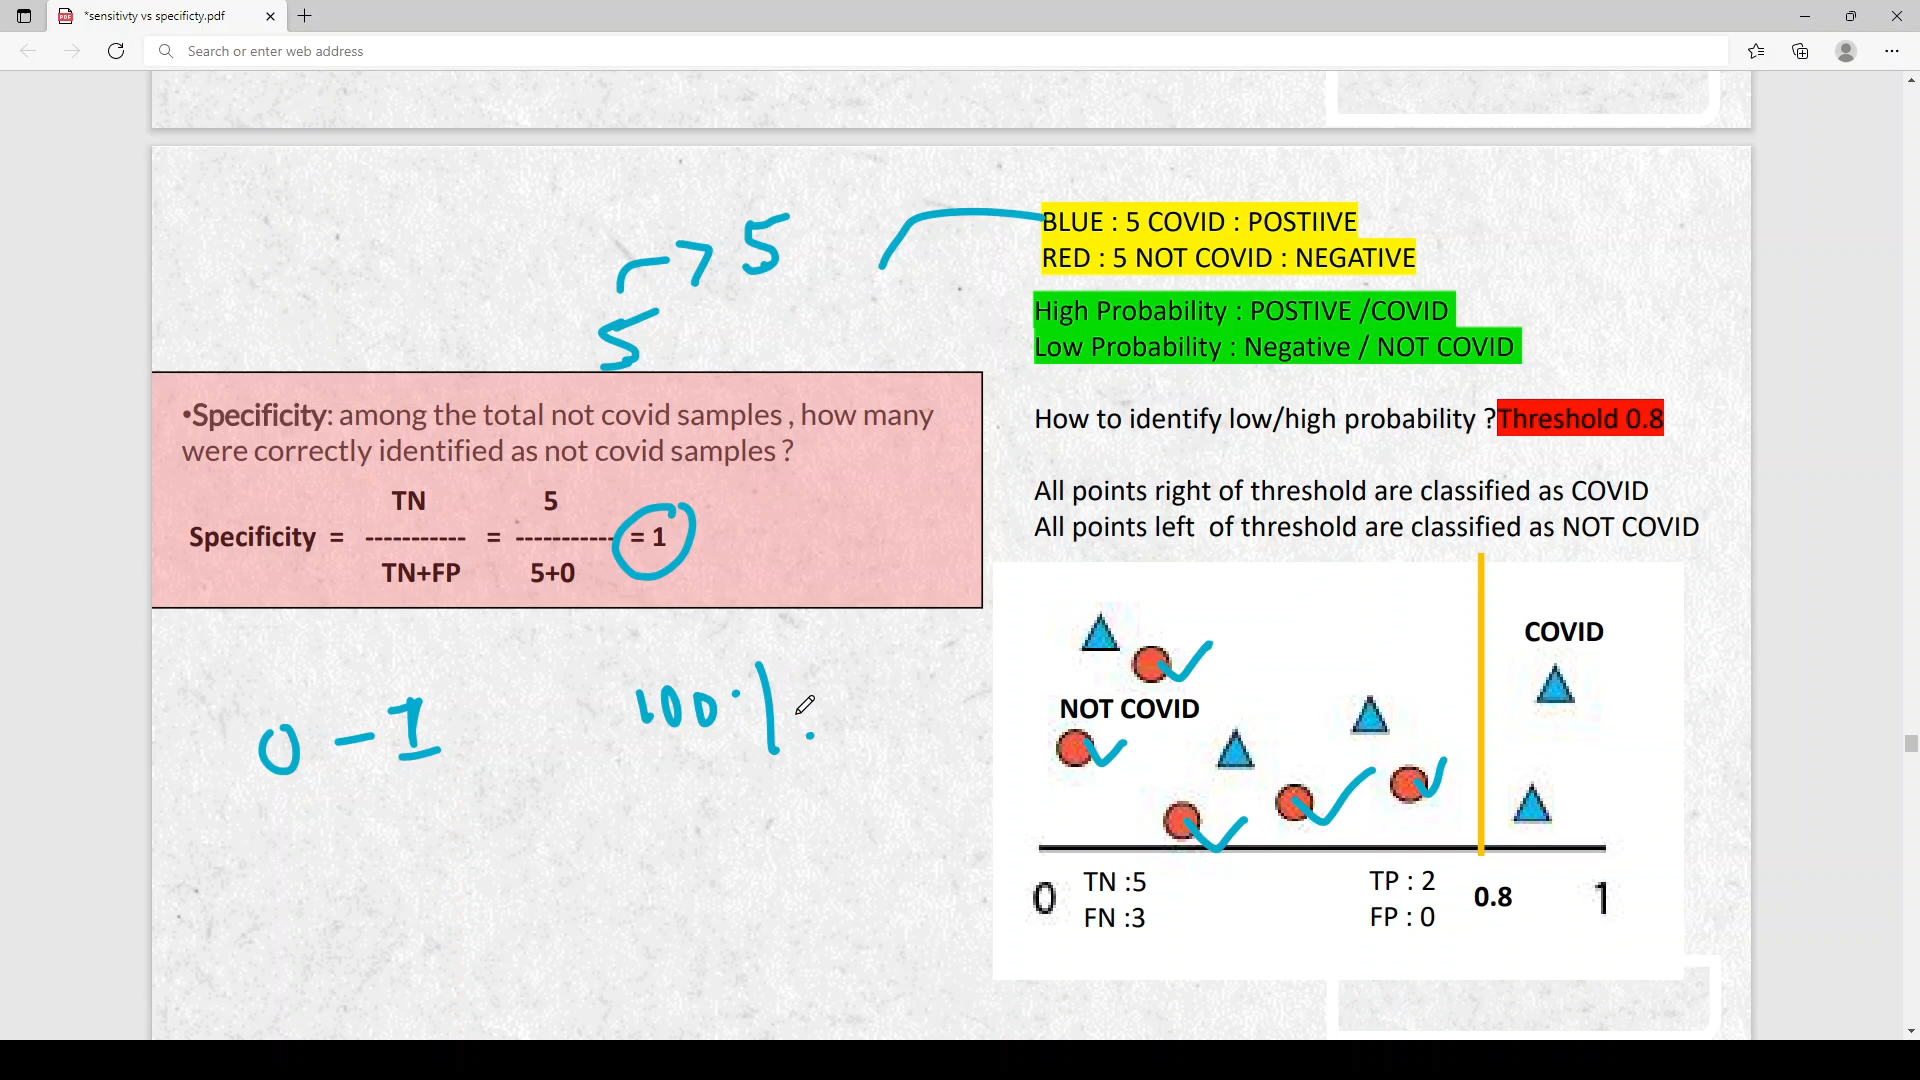 *sensitivty vs specificty.pdf
Search or enter web address
5
5
BLUE : 5 COVID : POSTIIVE
RED : 5 NOT COVID : NEGATIVE
High Probability : POSTIVE /COVID
Low Probability : Negative / NOT COVID
•Specificity: among the total not covid samples , how many
were correctly identified as not covid samples ?
TN 5
Specificity = ----------- = ----------- = 1
TN+FP 5+0
How to identify low/high probability ?Threshold 0.8
All points right of threshold are classified as COVID
All points left of threshold are classified as NOT COVID
0 - 1
100 %
COVID
NOT COVID
TN :5
FN :3
TP : 2
FP : 0
0
0.8
1